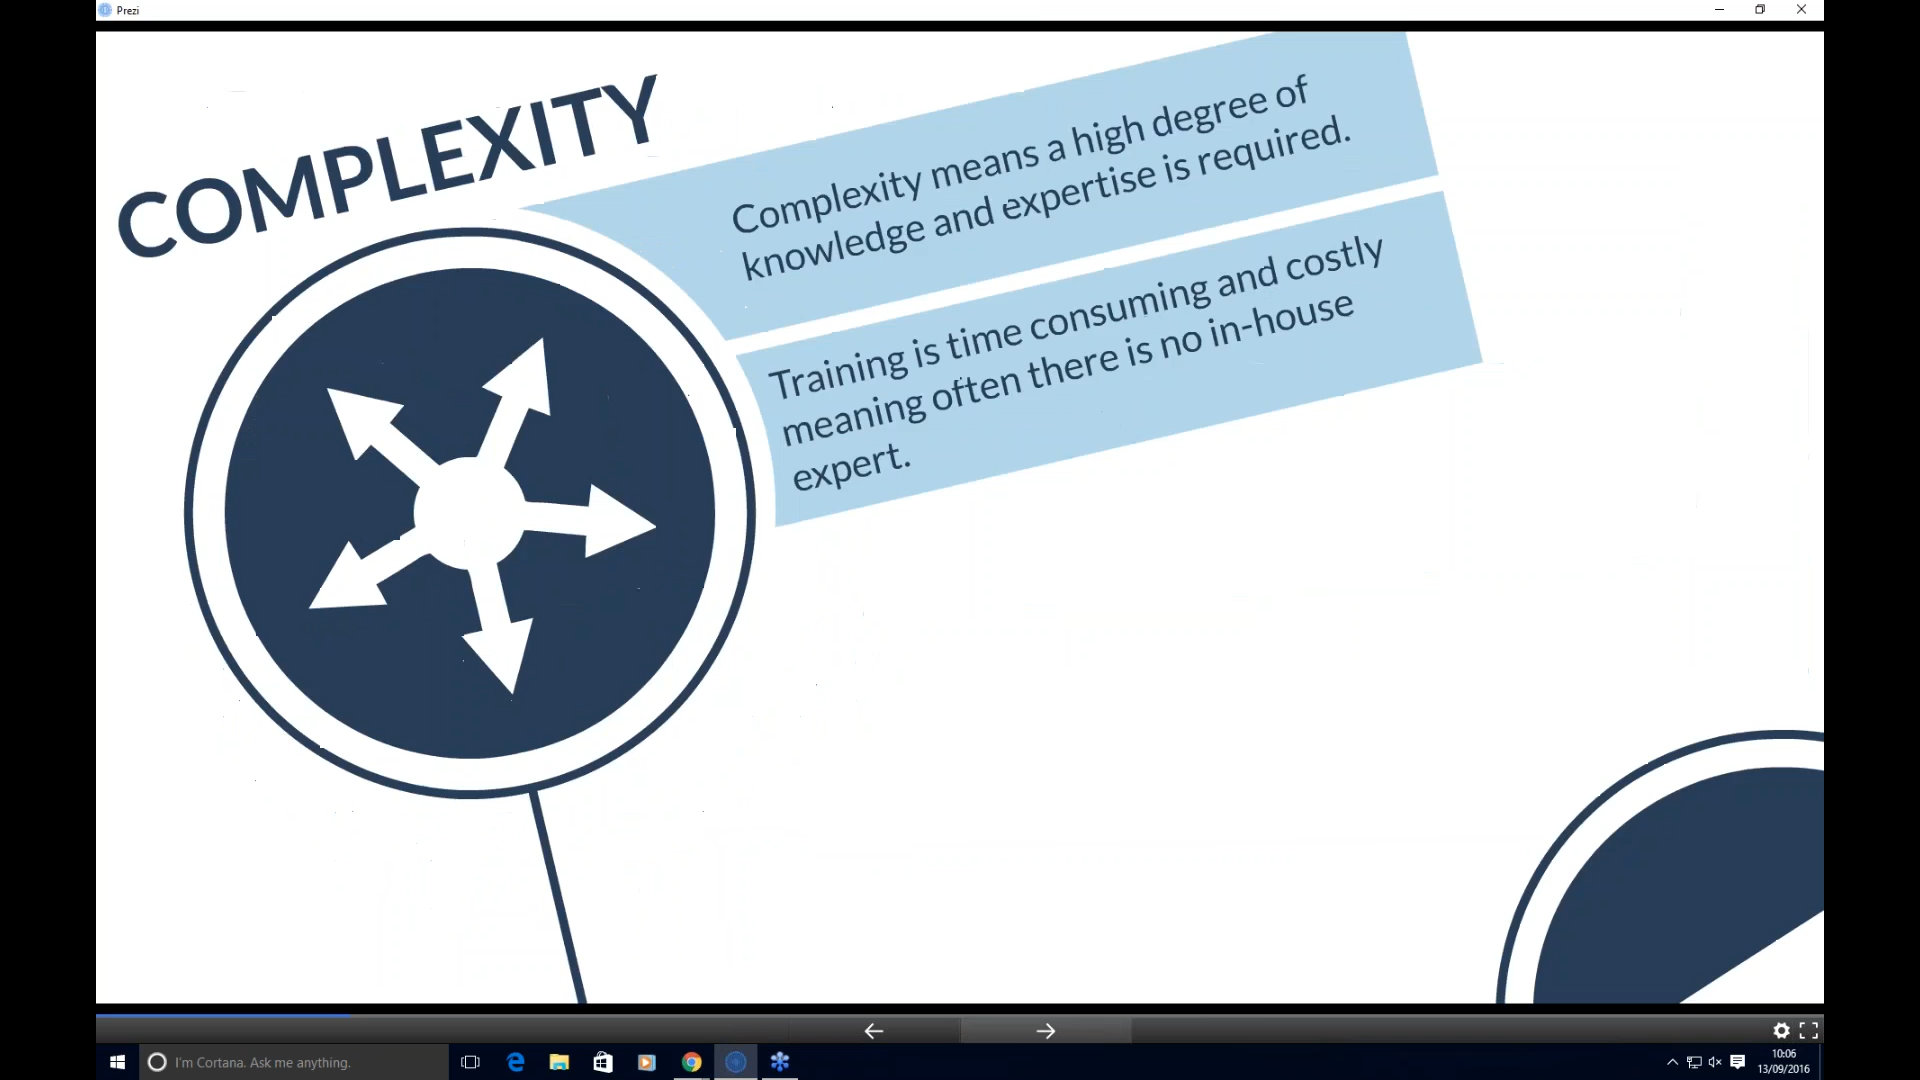 Prezi
COMPLEXITY
Complexity means a high degree of
knowledge and expertise is required.
Training is time consuming and costly
meaning often there is no in-house
expert.
I'm Cortana. Ask me anything.
10:06
13/09/2016